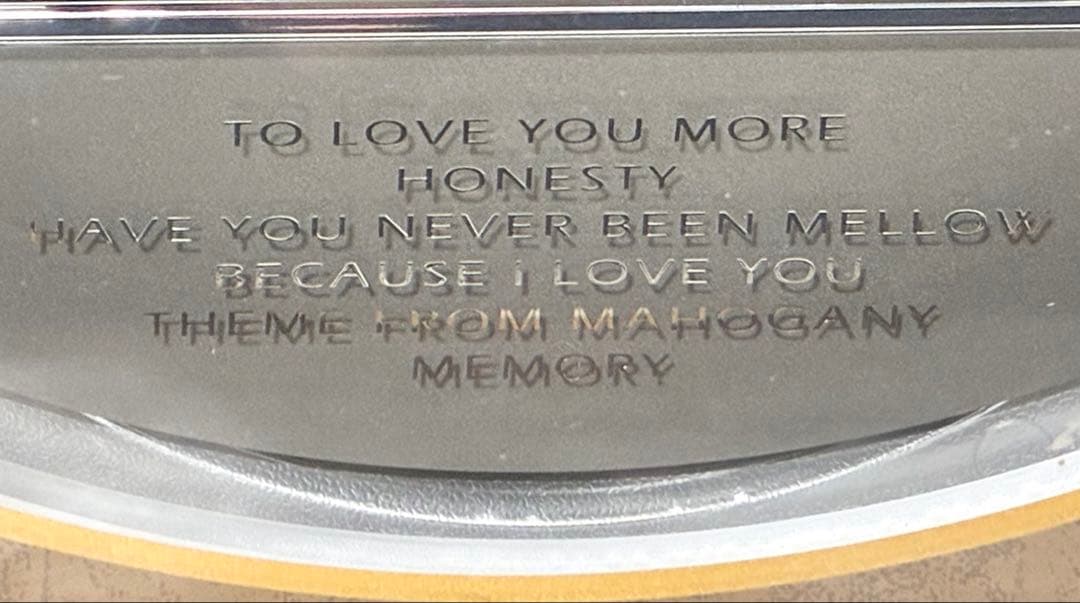 TO LOVE YOU MORE
HONESTY
HAVE YOU NEVER BEEN MELLOW
BECAUSE I LOVE YOU
THEME FROM MAHOGANY
MEMORY